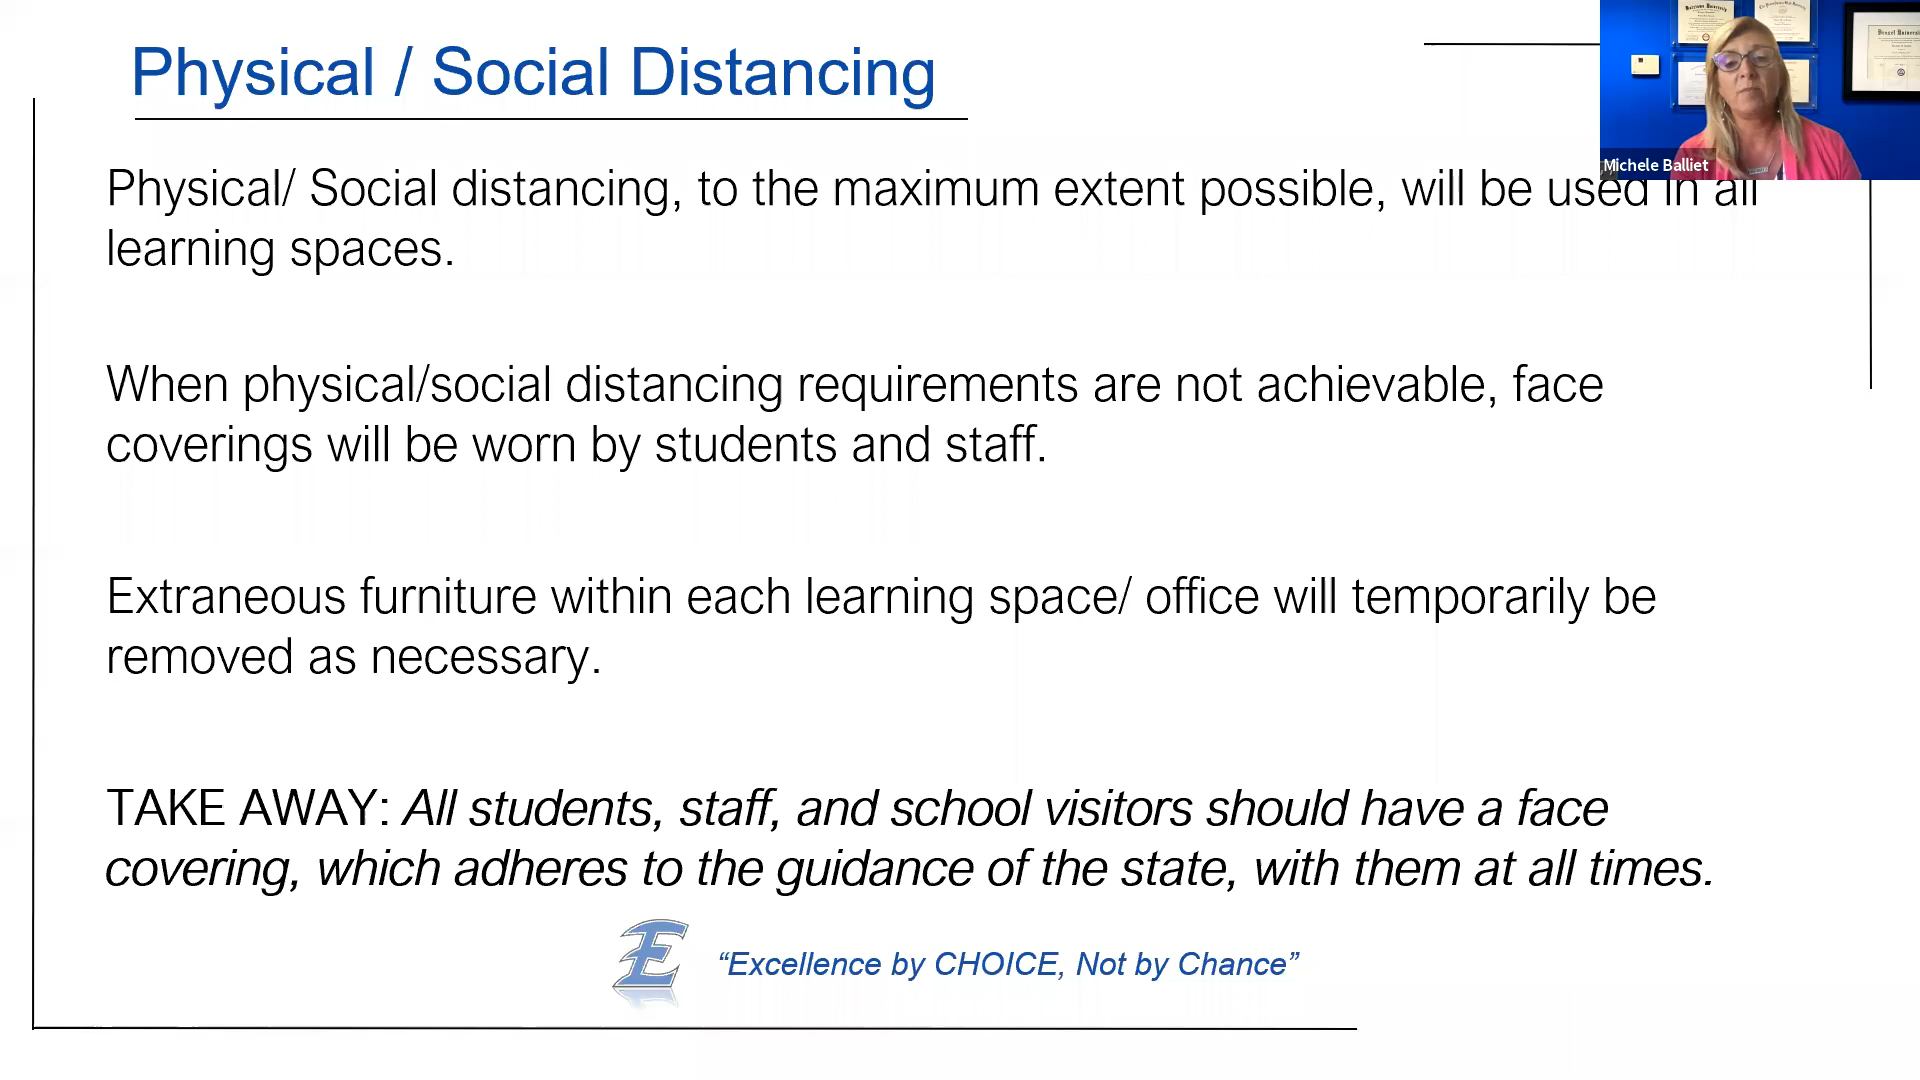 Physical / Social Distancing
Michele Balliet
Physical/ Social distancing, to the maximum extent possible, will be used in all
learning spaces.
When physical/social distancing requirements are not achievable, face
coverings will be worn by students and staff.
Extraneous furniture within each learning space/ office will temporarily be
removed as necessary.
TAKE AWAY: All students, staff, and school visitors should have a face
covering, which adheres to the guidance of the state, with them at all times.
E
“Excellence by CHOICE, Not by Chance”